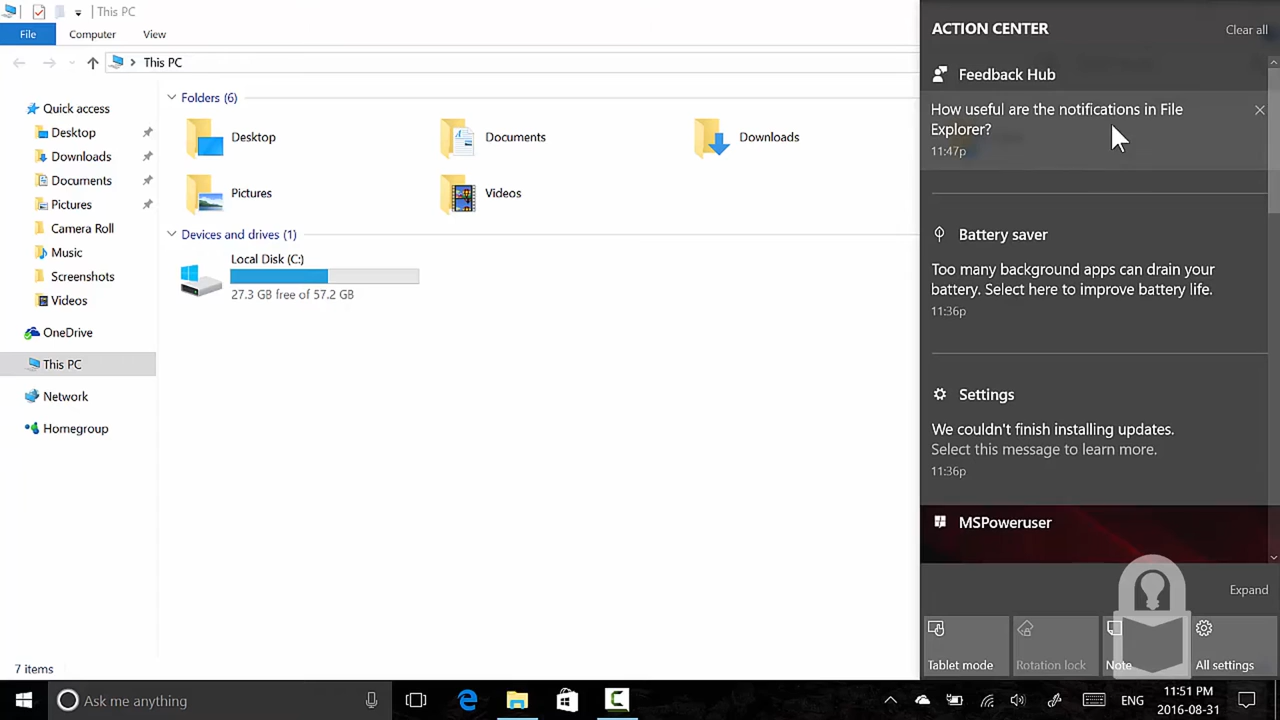 This PC
File
Computer
View
This PC
Quick access
Desktop
Downloads
Documents
Pictures
Camera Roll
Music
Screenshots
Videos
OneDrive
This PC
Network
Homegroup
7 items
Folders (6)
Desktop
Documents
Downloads
Pictures
Videos
Devices and drives (1)
Local Disk (C:)
27.3 GB free of 57.2 GB
ACTION CENTER
Clear all
Feedback Hub
How useful are the notifications in File
Explorer?
11:47p
Battery saver
Too many background apps can drain your
battery. Select here to improve battery life.
11:36p
Settings
We couldn't finish installing updates.
Select this message to learn more.
11:36p
MSPoweruser
Expand
Tablet mode
Rotation lock
Note
All settings
Ask me anything
ENG
11:51 PM
2016-08-31